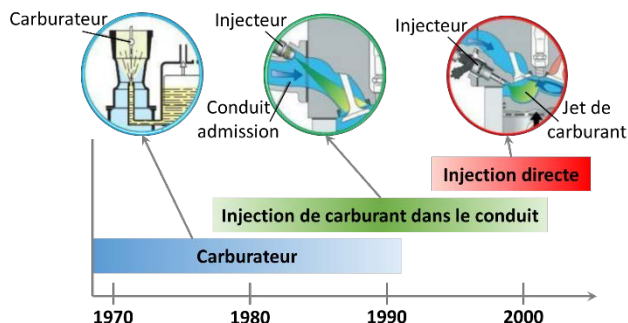 Carburateur
Injecteur
Conduit
admission
Injecteur
Jet de
carburant
Injection directe
Injection de carburant dans le conduit
Carburateur
1970
1980
1990
2000